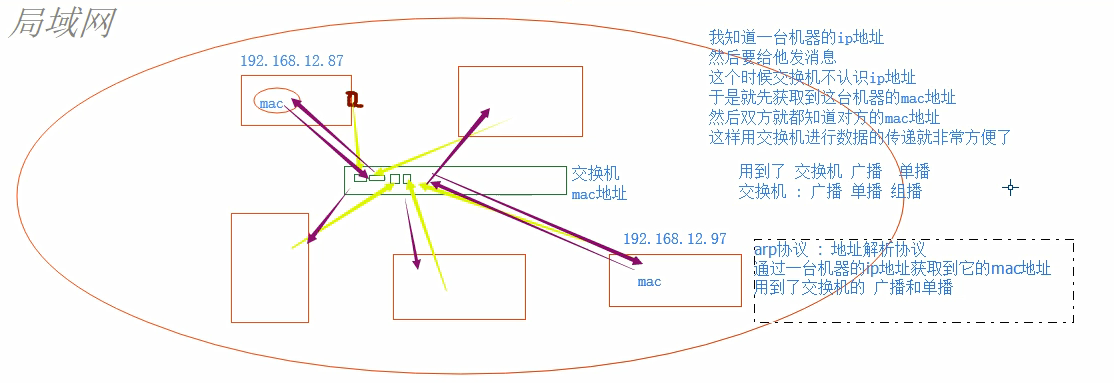 局域网
192.168.12.87
mac
交换机
mac地址
192.168.12.97
mac
我知道一台机器的ip地址
然后要给他发消息
这个时候交换机不认识ip地址
于是就先获取到这台机器的mac地址
然后双方就都知道对方的mac地址
这样用交换机进行数据的传递就非常方便了
用到了 交换机 广播 单播
交换机 : 广播 单播 组播
arp协议 : 地址解析协议
通过一台机器的ip地址获取到它的mac地址
用到了交换机的 广播和单播